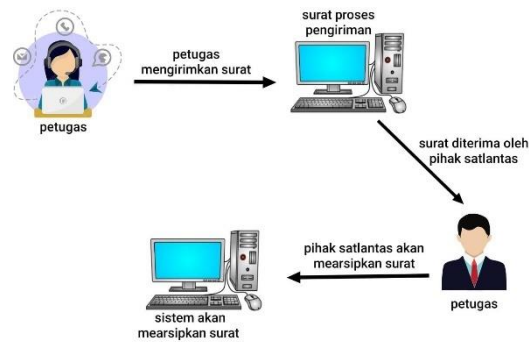 surat proses
pengiriman
petugas
mengirimkan surat
petugas
surat diterima oleh
pihak satlantas
pihak satlantas akan
mearsipkan surat
petugas
sistem akan
mearsipkan surat